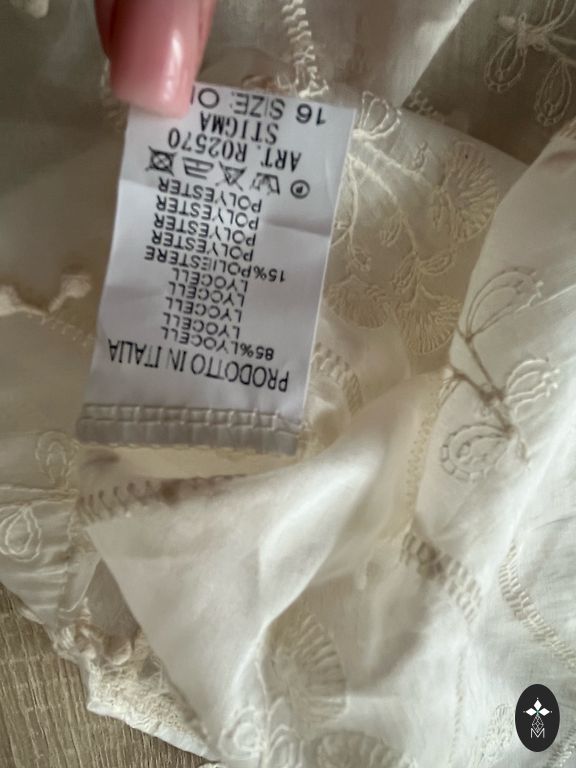 PRODOTTO IN ITALIA
85%LYOCELL
LYOCELL
LYOCELL
LYOCELL
LYOCELL
15%POLIESTERE
POLYESTER
POLYESTER
POLYESTER
POLYESTER
P
ART. R02570
STIGMA
16 SIZE:
M